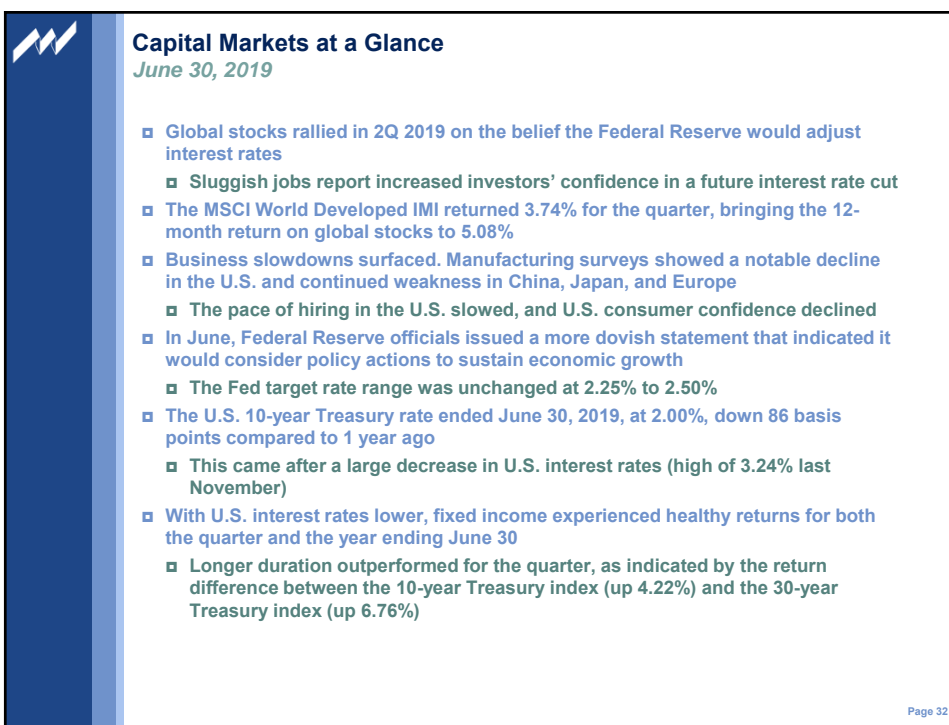 Capital Markets at a Glance
June 30, 2019
Global stocks rallied in 2Q 2019 on the belief the Federal Reserve would adjust
interest rates
Sluggish jobs report increased investors’ confidence in a future interest rate cut
The MSCI World Developed IMI returned 3.74% for the quarter, bringing the 12-
month return on global stocks to 5.08%
Business slowdowns surfaced. Manufacturing surveys showed a notable decline
in the U.S. and continued weakness in China, Japan, and Europe
The pace of hiring in the U.S. slowed, and U.S. consumer confidence declined
In June, Federal Reserve officials issued a more dovish statement that indicated it
would consider policy actions to sustain economic growth
The Fed target rate range was unchanged at 2.25% to 2.50%
The U.S. 10-year Treasury rate ended June 30, 2019, at 2.00%, down 86 basis
points compared to 1 year ago
This came after a large decrease in U.S. interest rates (high of 3.24% last
November)
With U.S. interest rates lower, fixed income experienced healthy returns for both
the quarter and the year ending June 30
Longer duration outperformed for the quarter, as indicated by the return
difference between the 10-year Treasury index (up 4.22%) and the 30-year
Treasury index (up 6.76%)
Page 32